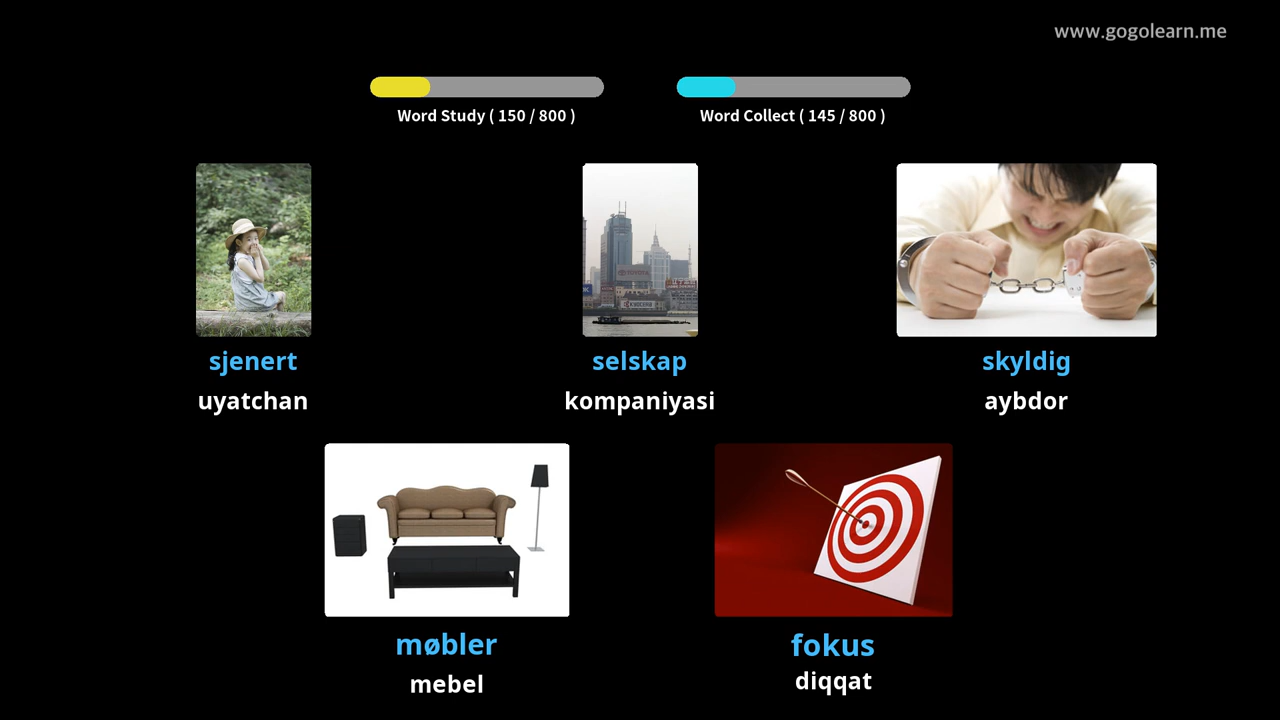 www.gogolearn.me
Word Study ( 150 / 800 )
Word Collect ( 145 / 800 )
TOYOTA
sjenert
selskap
skyldig
uyatchan
kompaniyasi
aybdor
møbler
fokus
mebel
diqqat